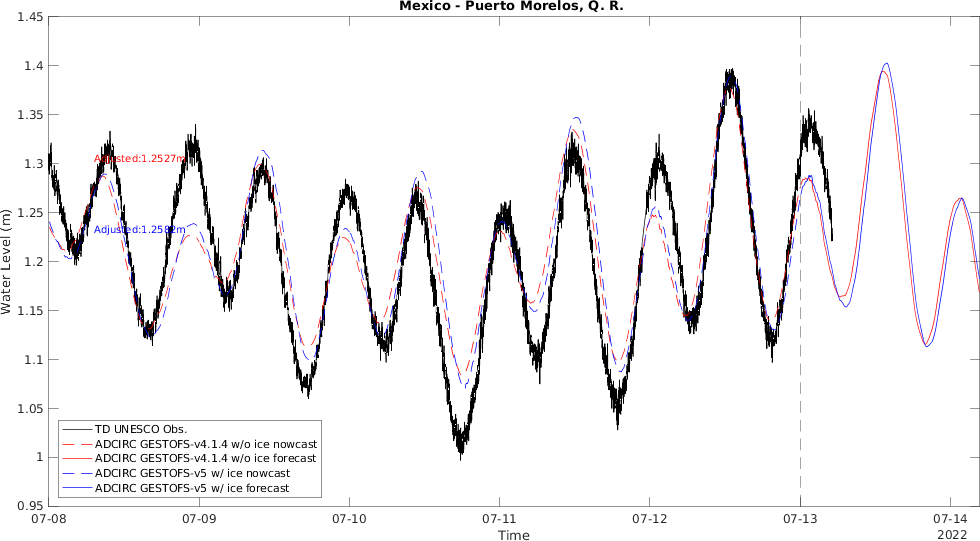 Mexico - Puerto Morelos, Q. R.
1.45
1.4
1.35
1.3
1.25
1.2
1.15
1.1
1.05
1
0.95
Water Level (m)
Adjusted:1.2527m
Adjusted:1.2582m
TD UNESCO Obs.
ADCIRC GESTOFS-v4.1.4 w/o ice nowcast
ADCIRC GESTOFS-v4.1.4 w/o ice forecast
ADCIRC GESTOFS-v5 w/ ice nowcast
ADCIRC GESTOFS-v5 w/ ice forecast
07-08 07-09 07-10 07-11 07-12 07-13 07-14
Time
2022